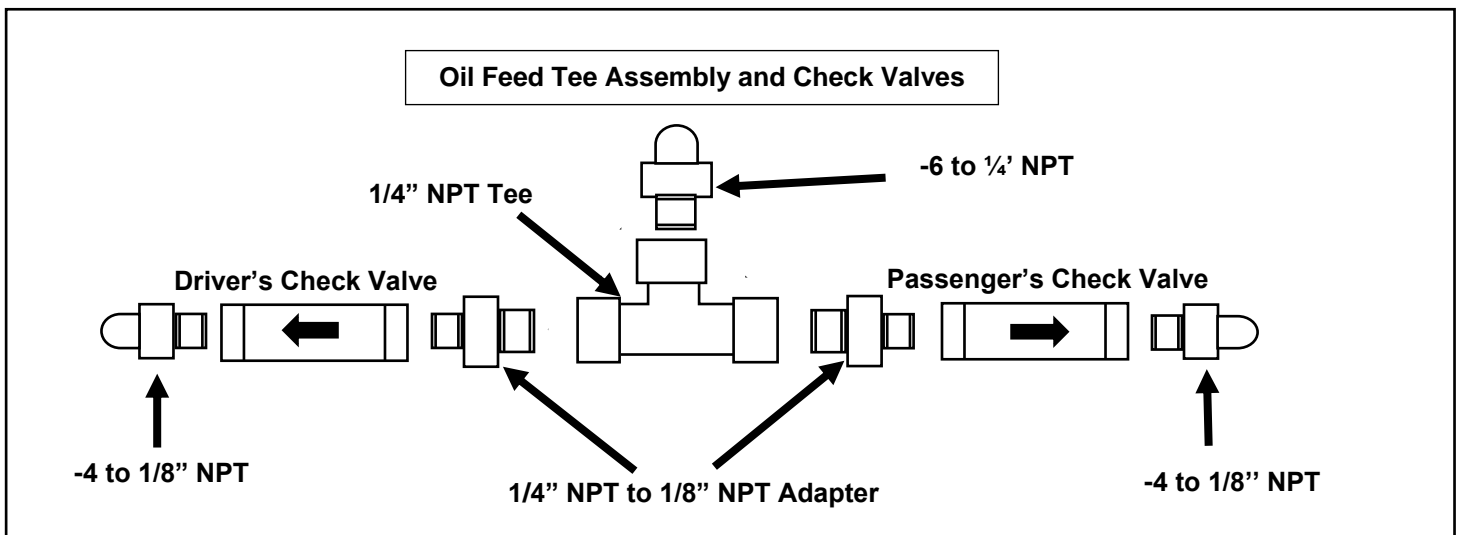 Oil Feed Tee Assembly and Check Valves
-6 to ¼’ NPT
1/4” NPT Tee
Driver’s Check Valve
Passenger’s Check Valve
-4 to 1/8” NPT
1/4” NPT to 1/8” NPT Adapter
-4 to 1/8’’ NPT